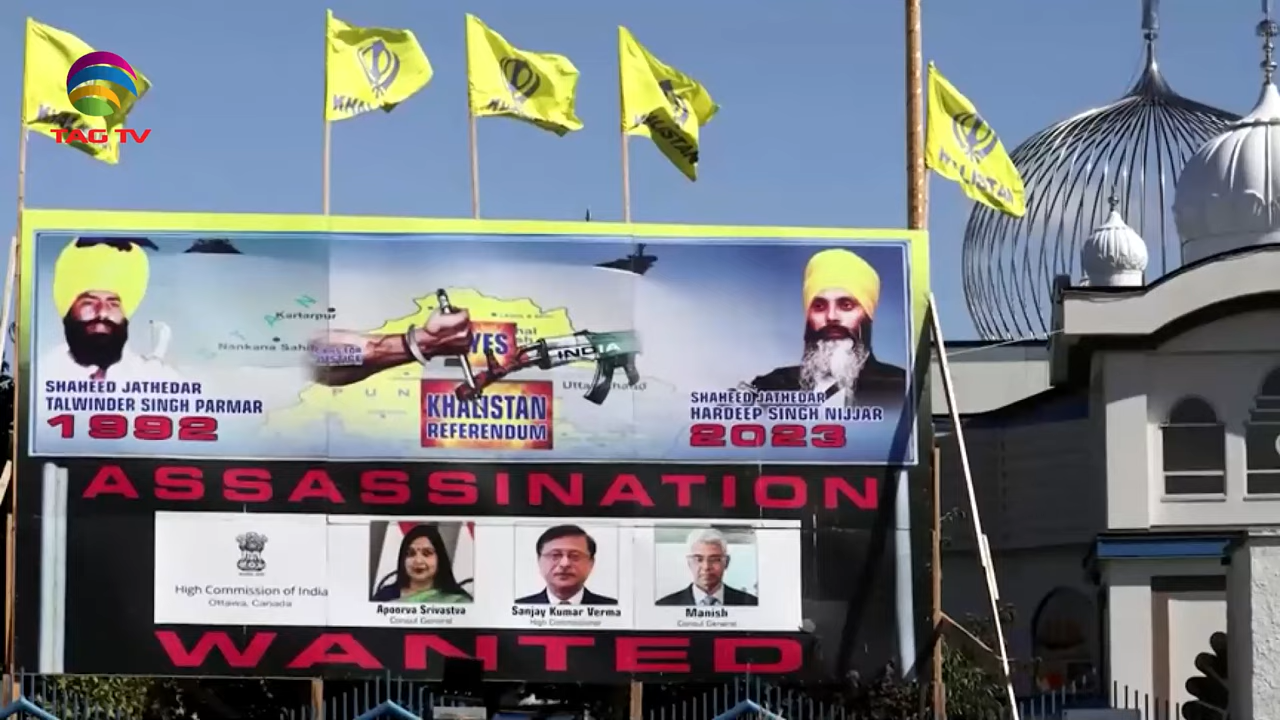 TAG TV
KHALISTAN
KHALISTAN
Kartarpur
Nankana Sahib
YES
INDIA
PUN
SHAHEED JATHEDAR
TALWINDER SINGH PARMAR
1992
KHALISTAN
REFERENDUM
SHAHEED JATHEDAR
HARDEEP SINGH NIJJAR
2023
ASSASSINATION
High Commission of India
Ottawa, Canada
Apoorva Srivastva
Consul General
Sanjay Kumar Verma
High Commissioner
Manish
Consul General
WANTED